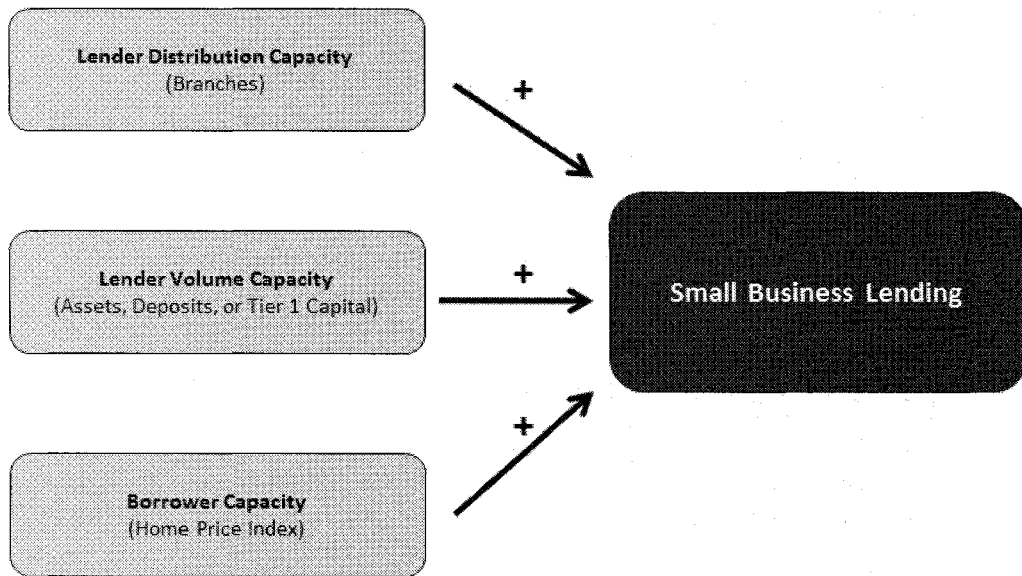 Lender Distribution Capacity
(Branches)
+
Lender Volume Capacity
(Assets, Deposits, or Tier 1 Capital)
+
Small Business Lending
+
Borrower Capacity
(Home Price Index)